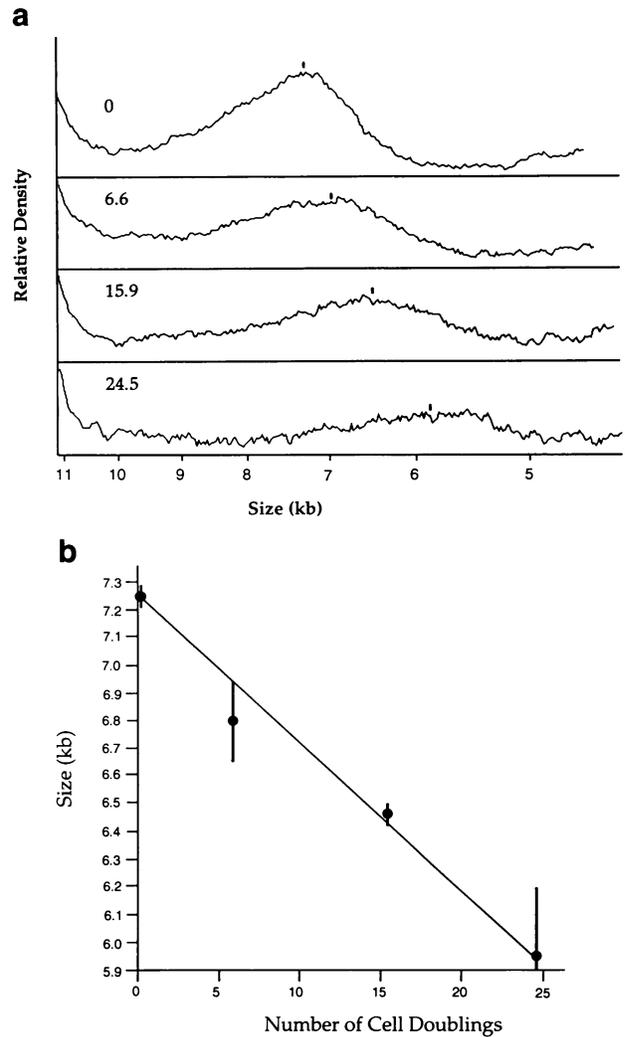 a
0
6.6
15.9
24.5
Relative Density
11 10 9 8 7 6 5
Size (kb)
b
7.3
7.2
7.1
7.0
6.9
6.8
6.7
6.6
6.5
6.4
6.3
6.2
6.1
6.0
5.9
Size (kb)
0 5 10 15 20 25
Number of Cell Doublings